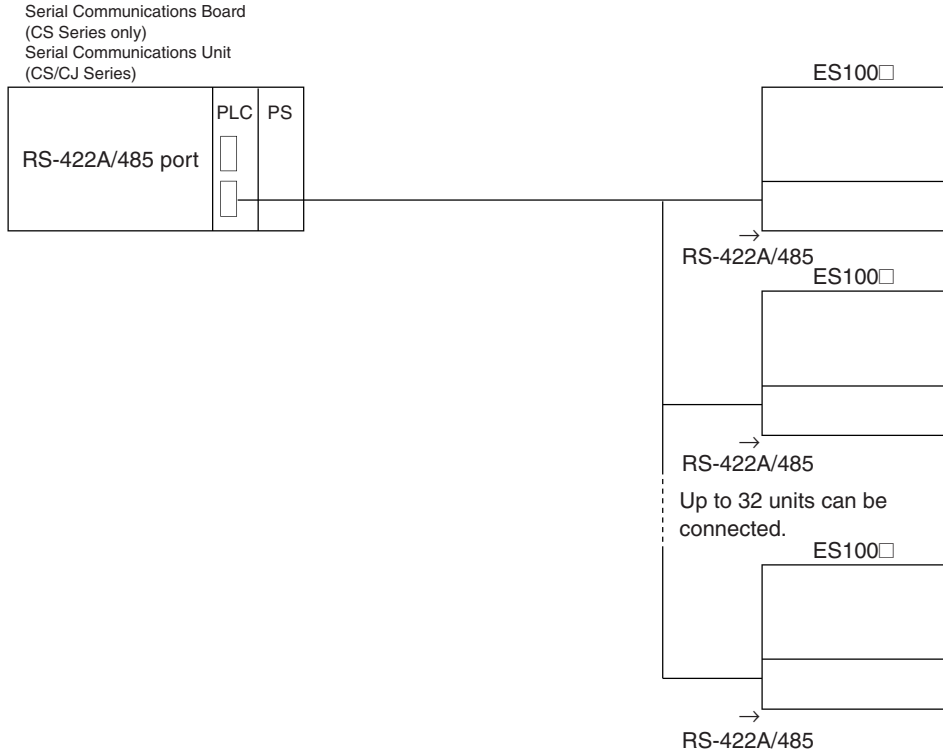 Serial Communications Board
(CS Series only)
Serial Communications Unit
(CS/CJ Series)
RS-422A/485 port
PLC
PS
ES100□
→
RS-422A/485
ES100□
→
RS-422A/485
Up to 32 units can be
connected.
ES100□
→
RS-422A/485